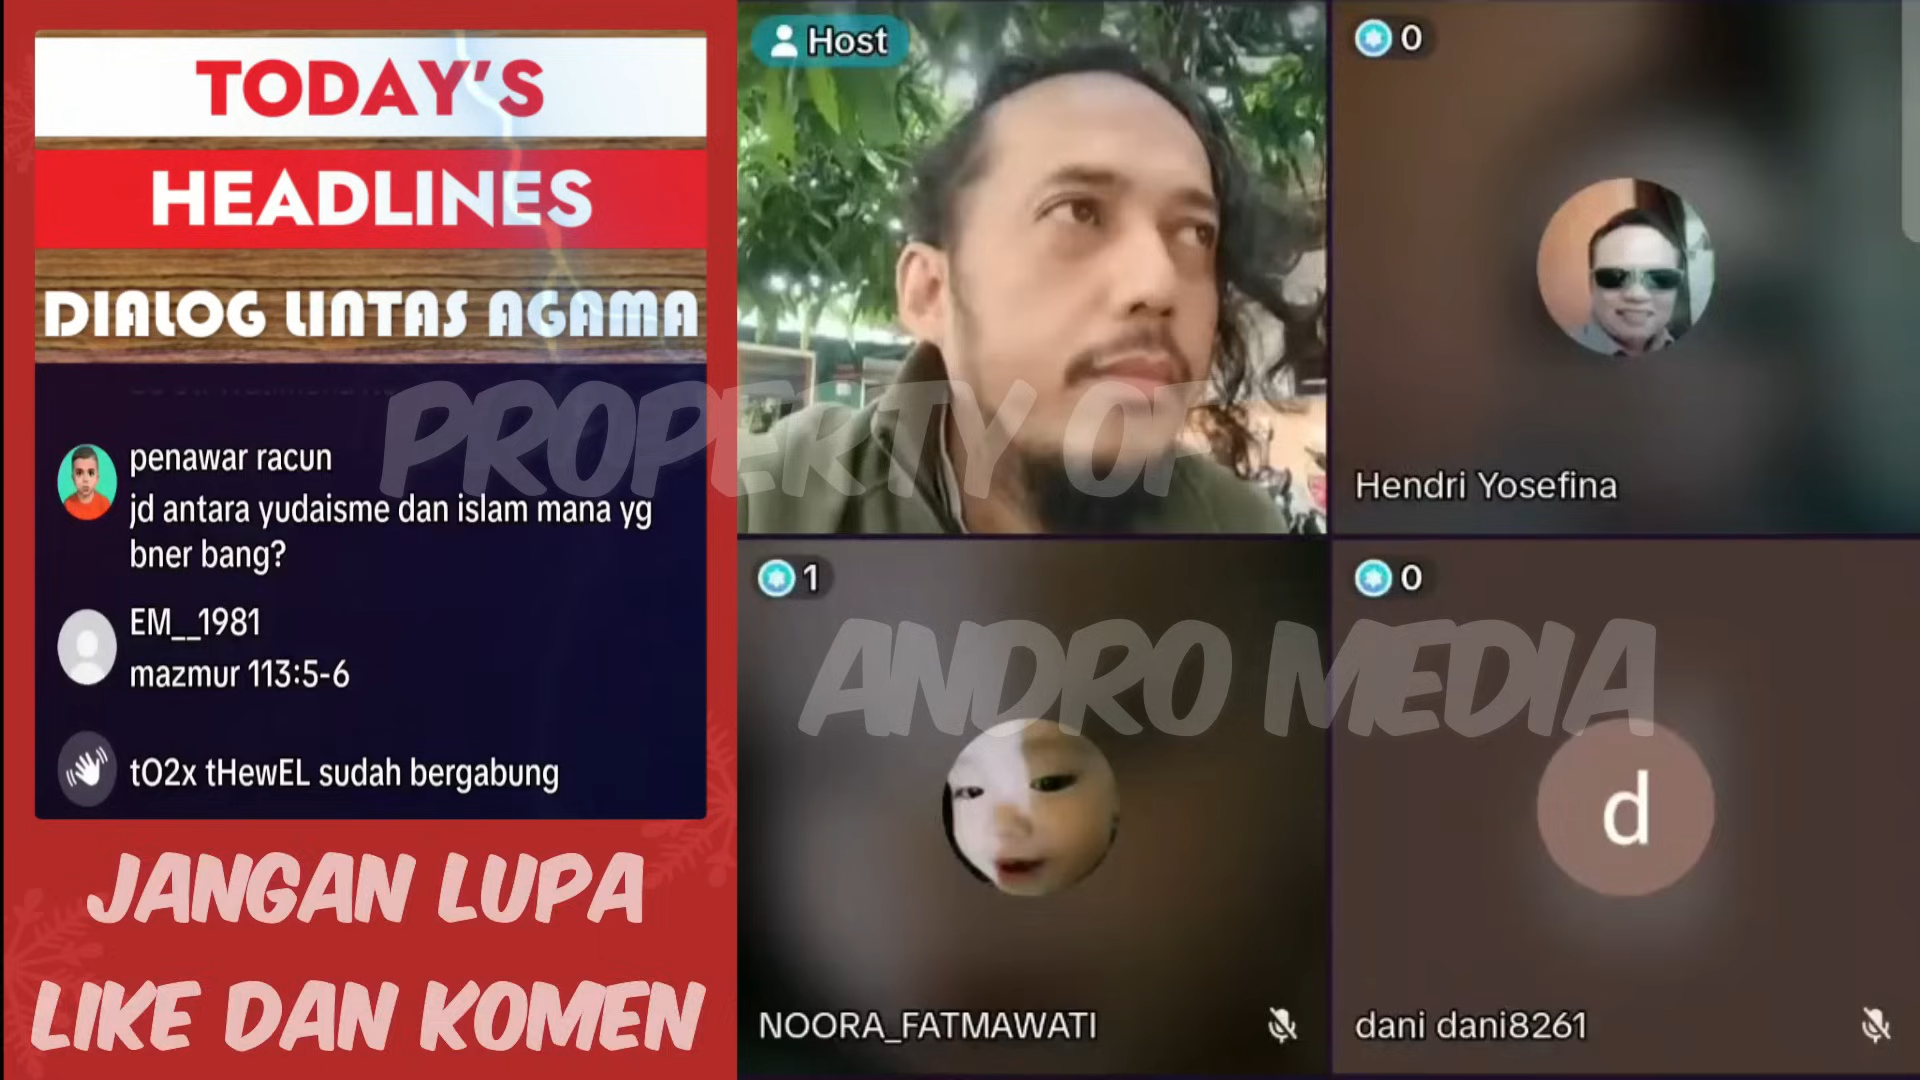 TODAY'S
HEADLINES
DIALOG LINTAS AGAMA
penawar racun
jd antara yudaisme dan islam mana yg
bner bang?
EM__1981
mazmur 113:5-6
tO2x tHewEL sudah bergabung
JANGAN LUPA
LIKE DAN KOMEN
Host
0
Hendri Yosefina
1
NOORA_FATMAWATI
0
d
dani dani8261
PROPERTY OF
ANDRO MEDIA